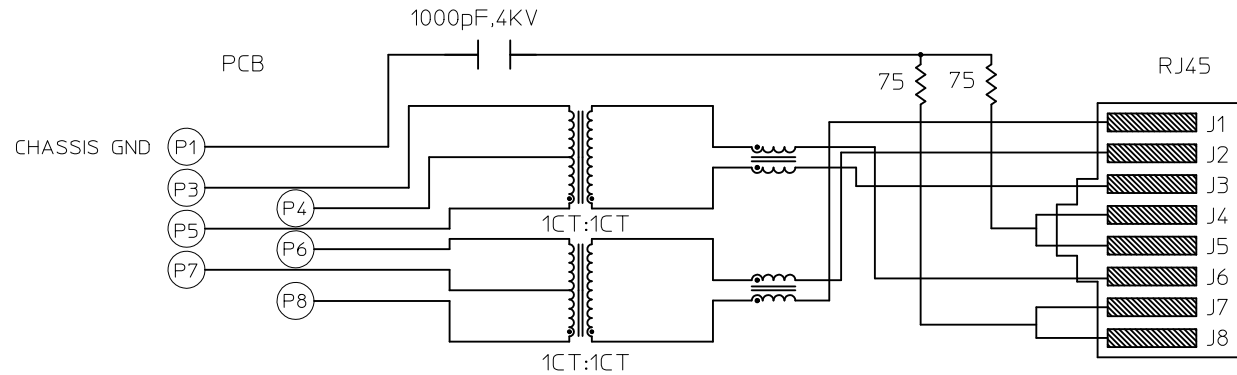 1000pF,4KV
PCB
RJ45
75
75
CHASSIS GND
P1
P3
P4
P5
P6
P7
P8
1CT:1CT
1CT:1CT
J1
J2
J3
J4
J5
J6
J7
J8